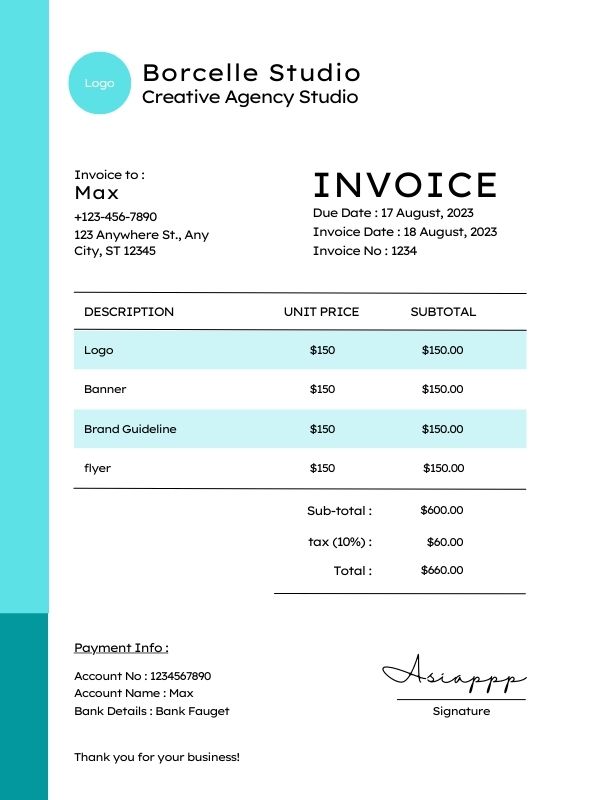 Logo
Borcelle Studio
Creative Agency Studio
Invoice to :
Max
+123-456-7890
123 Anywhere St., Any
City, ST 12345
INVOICE
Due Date : 17 August, 2023
Invoice Date : 18 August, 2023
Invoice No : 1234
DESCRIPTION UNIT PRICE SUBTOTAL
Logo $150 $150.00
Banner $150 $150.00
Brand Guideline $150 $150.00
flyer $150 $150.00
Sub-total : $600.00
tax (10%) : $60.00
Total : $660.00
Payment Info :
Account No : 1234567890
Account Name : Max
Bank Details : Bank Fauget
Asiappp
Signature
Thank you for your business!